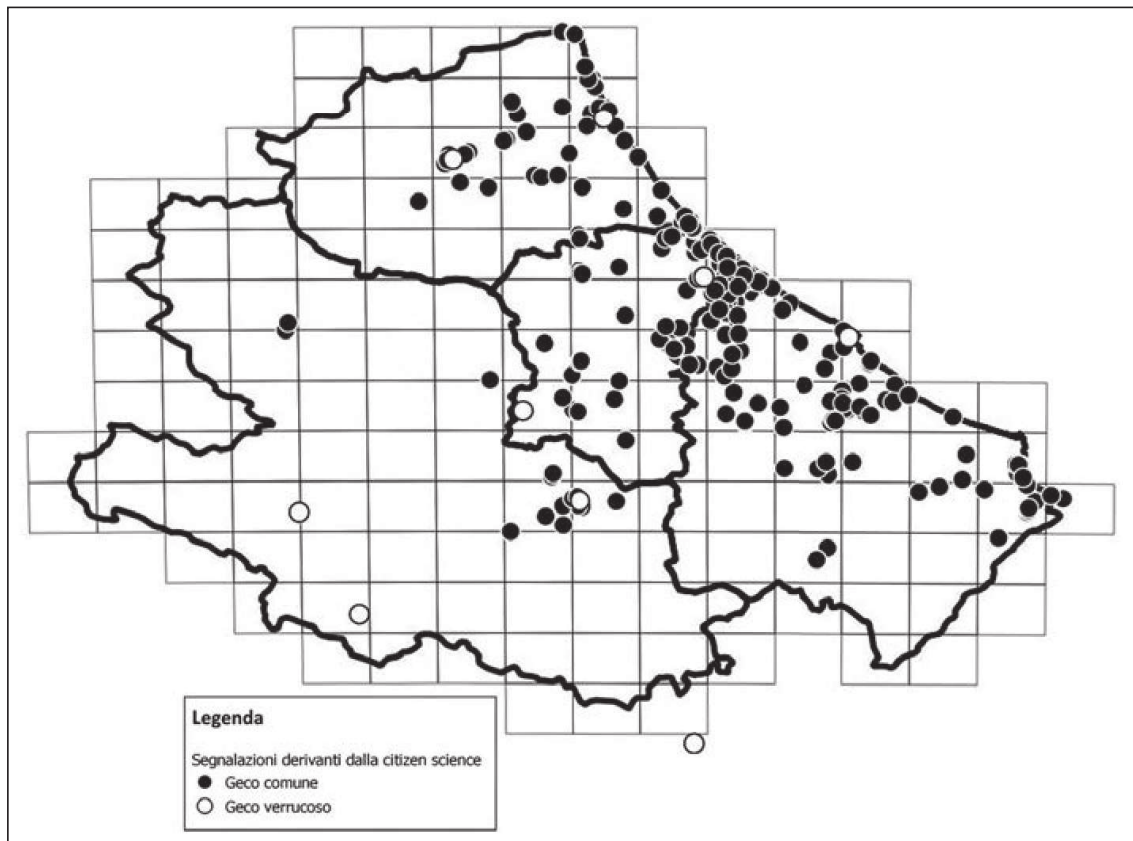 Legenda
Segnalazioni derivanti dalla citizen science
Geco comune
Geco verrucoso